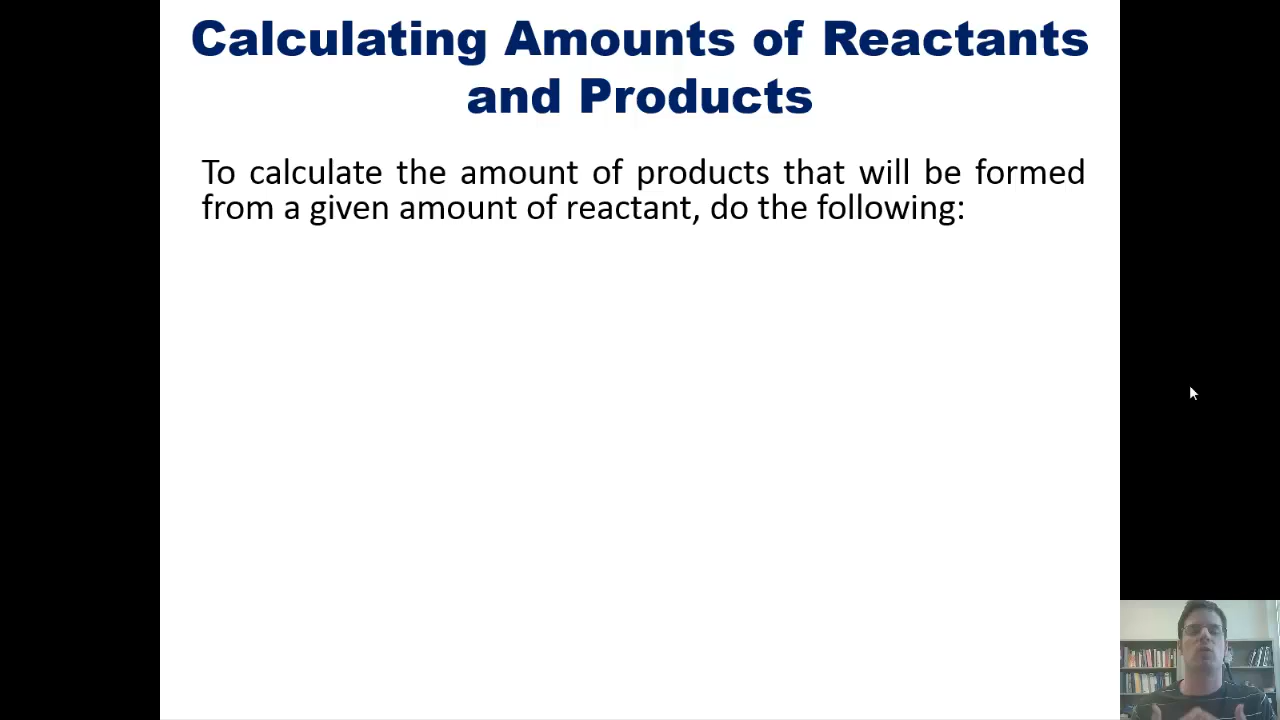 Calculating Amounts of Reactants
and Products
To calculate the amount of products that will be formed
from a given amount of reactant, do the following: